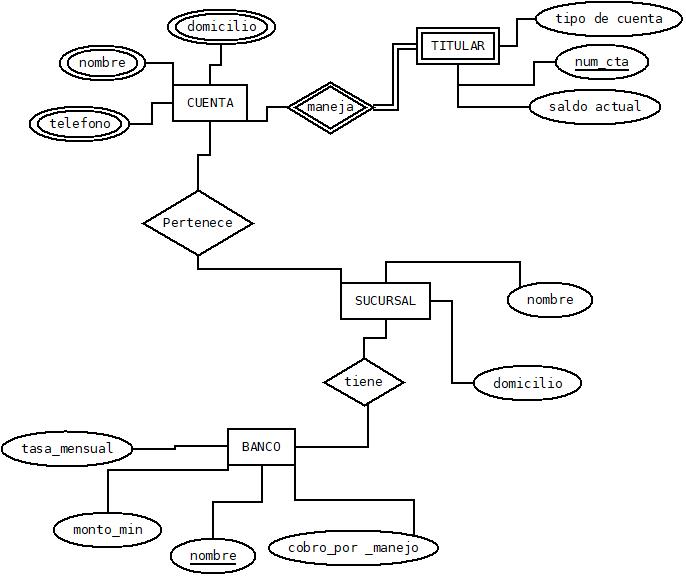 domicilio
tipo de cuenta
TITULAR
nombre
num_cta
CUENTA
maneja
saldo actual
telefono
Pertenece
SUCURSAL
nombre
tiene
domicilio
tasa_mensual
BANCO
monto_min
nombre
cobro_por _manejo